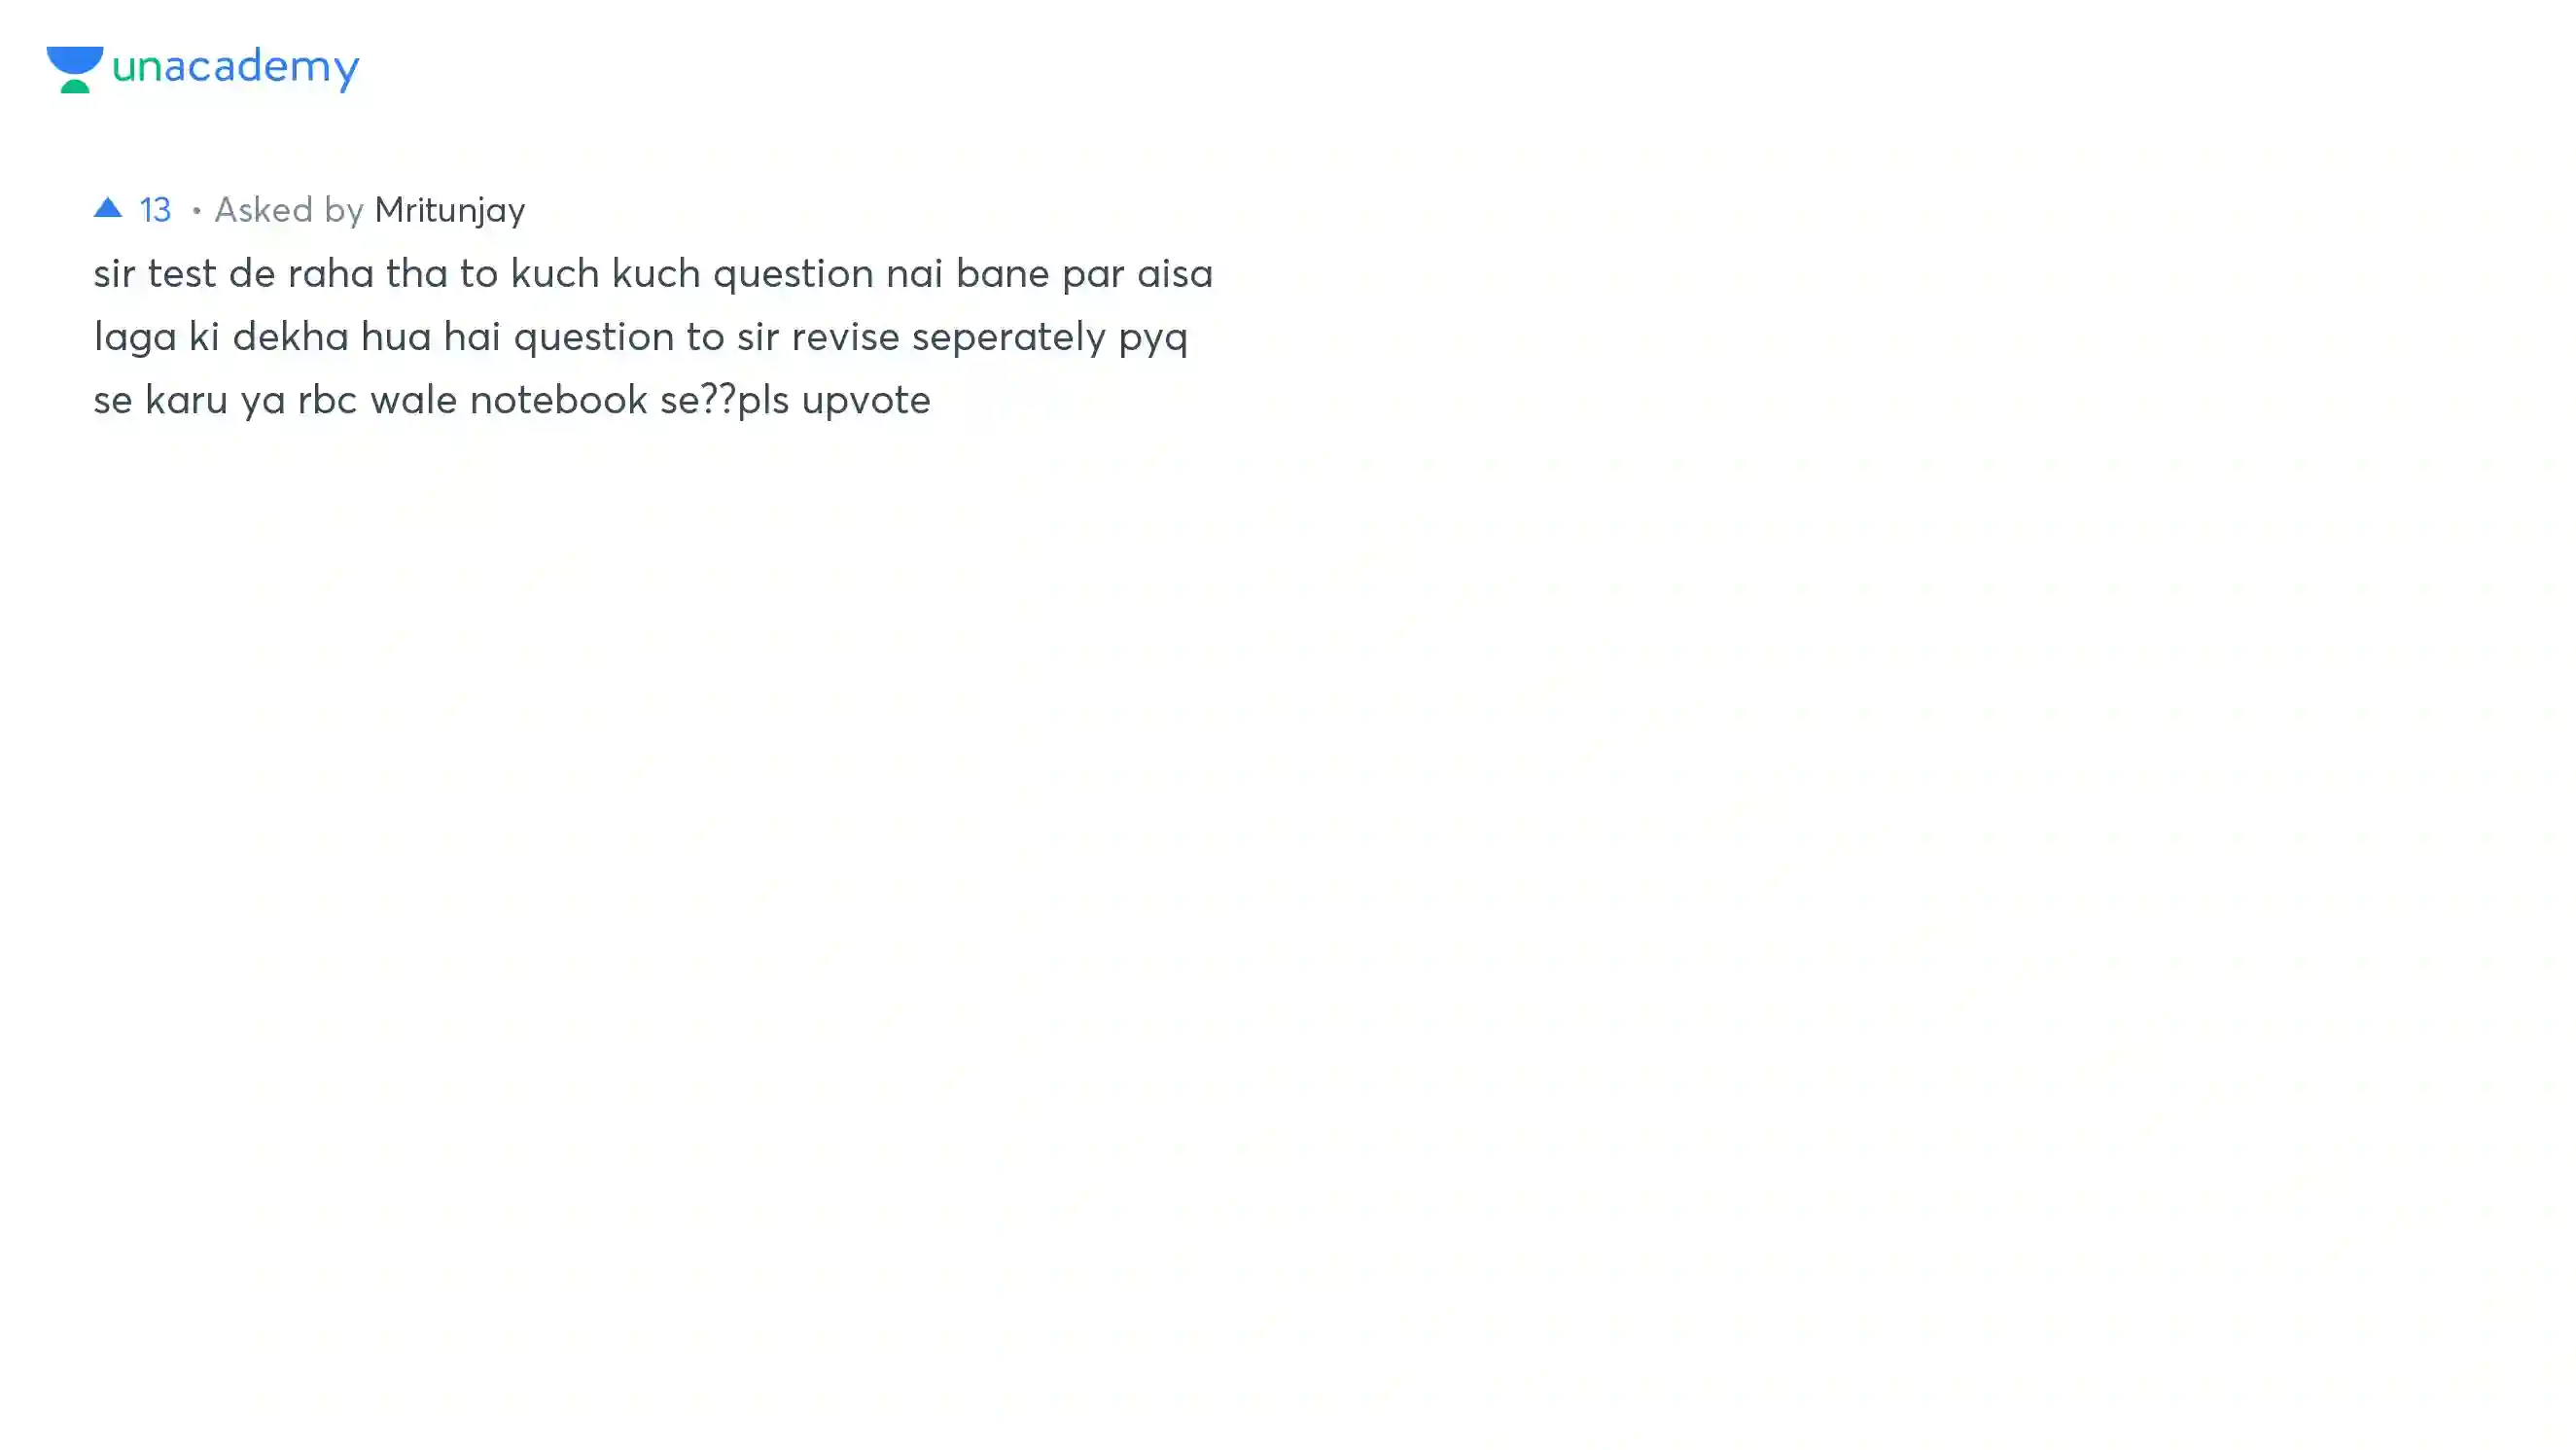 unacademy
▲ 13 • Asked by Mritunjay
sir test de raha tha to kuch kuch question nai bane par aisa
laga ki dekha hua hai question to sir revise seperately pyq
se karu ya rbc wale notebook se??pls upvote